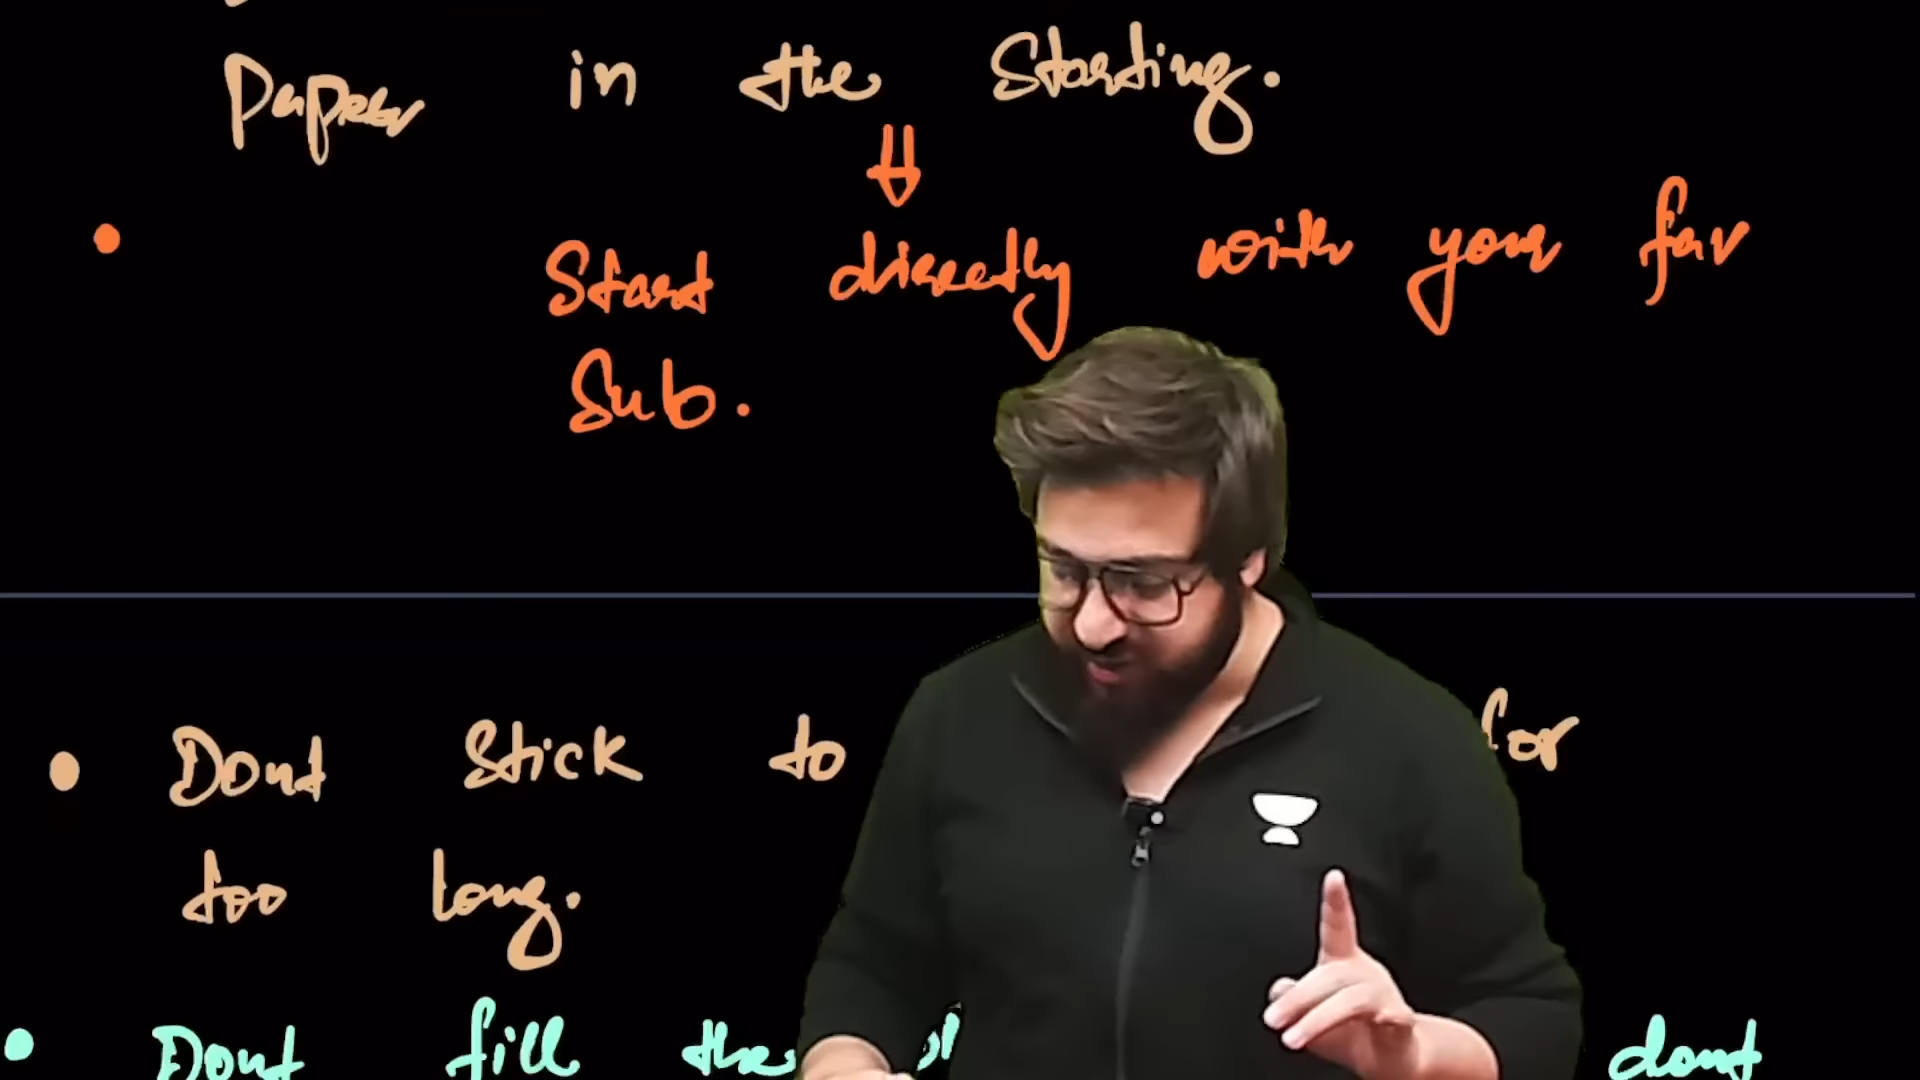 Paper in the Starting.
Start directly with your fav
Sub.
Dont Stick to for
too long.
Dont fill the dont